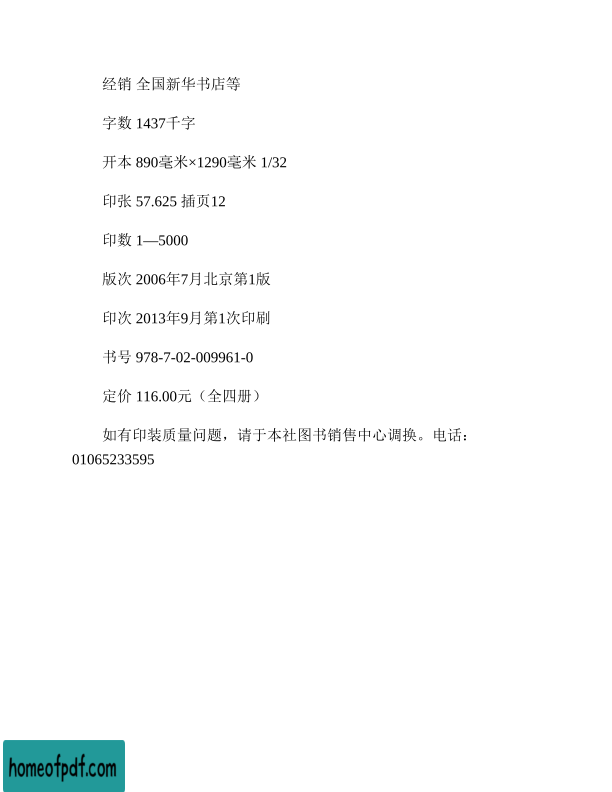 经销 全国新华书店等
字数 1437千字
开本 890毫米×1290毫米 1/32
印张 57.625 插页12
印数 1—5000
版次 2006年7月北京第1版
印次 2013年9月第1次印刷
书号 978-7-02-009961-0
定价 116.00元（全四册）
如有印装质量问题，请于本社图书销售中心调换。电话：
01065233595
homeofpdf.com